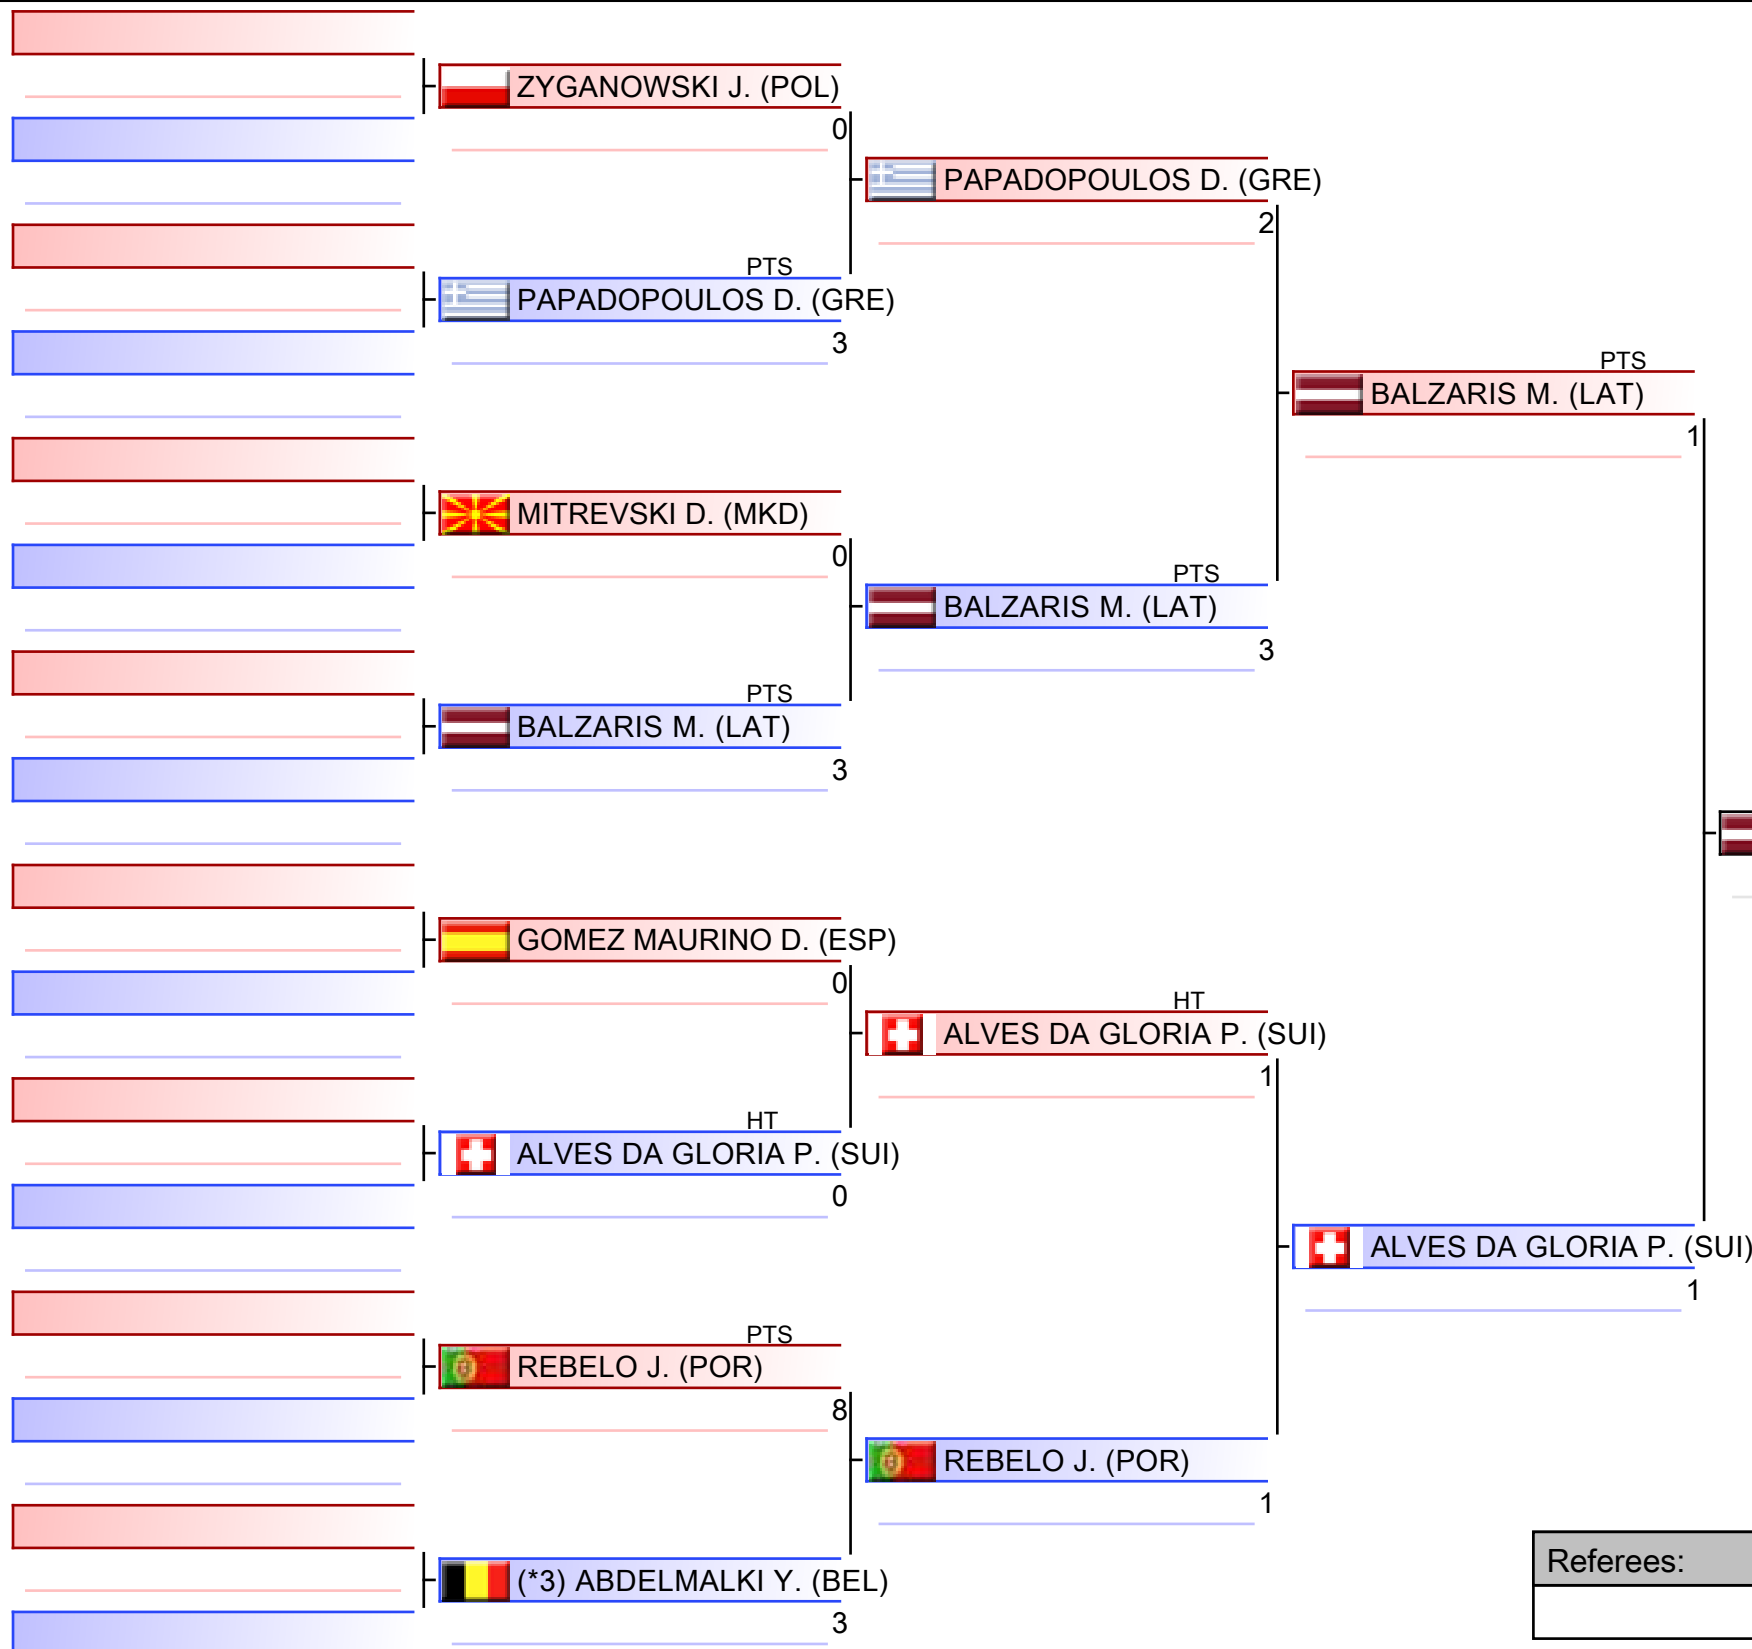 ZYGANOWSKI J. (POL)
0
PAPADOPOULOS D. (GRE)
2
PTS
PAPADOPOULOS D. (GRE)
3
PTS
BALZARIS M. (LAT)
1
MITREVSKI D. (MKD)
0
PTS
BALZARIS M. (LAT)
3
PTS
BALZARIS M. (LAT)
3
GOMEZ MAURINO D. (ESP)
0
HT
ALVES DA GLORIA P. (SUI)
1
HT
ALVES DA GLORIA P. (SUI)
0
ALVES DA GLORIA P. (SUI)
1
PTS
REBELO J. (POR)
8
REBELO J. (POR)
1
(*3) ABDELMALKI Y. (BEL)
3
Referees: